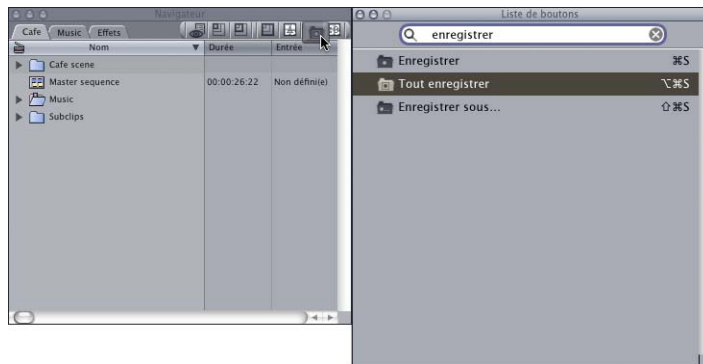 Navigateur
Cafe Music Effets
Nom Durée Entrée
Cafe scene
Master sequence 00:00:26:22 Non défini(e)
Music
Subclips
Liste de boutons
enregistrer
Enregistrer ⌘S
Tout enregistrer ⌥⌘S
Enregistrer sous... ⇧⌘S